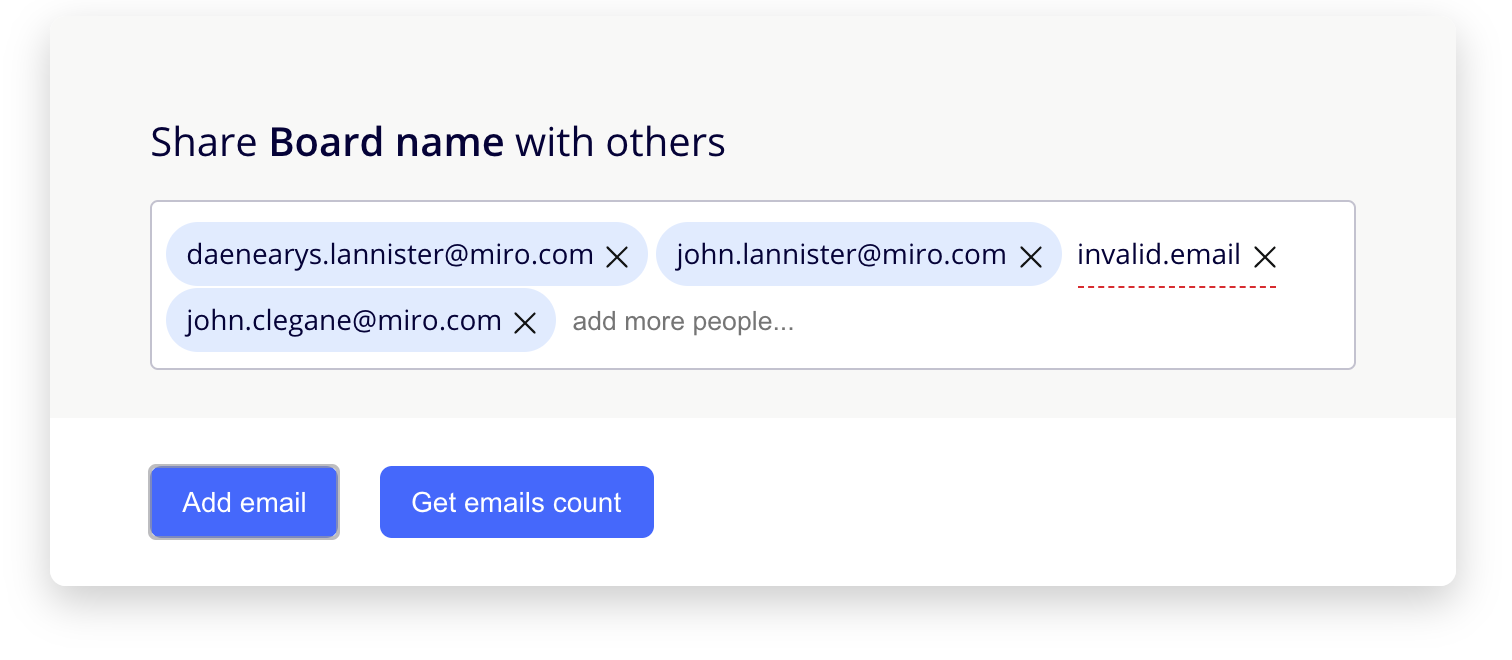 Share Board name with others
daenearys.lannister@miro.com john.lannister@miro.com invalid.email
john.clegane@miro.com add more people...
Add email Get emails count